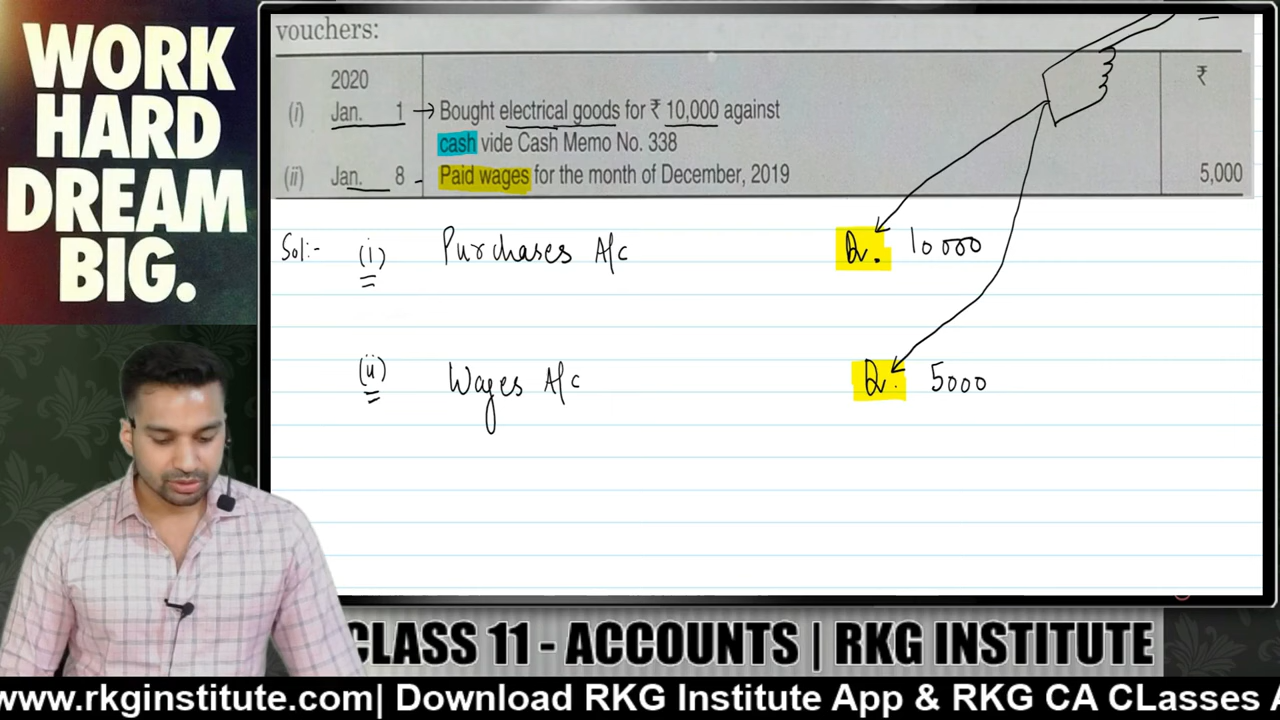 WORK
HARD
DREAM
BIG.
vouchers:
2020 ₹
(i) Jan. 1 → Bought electrical goods for ₹ 10,000 against
cash vide Cash Memo No. 338
(ii) Jan. 8 Paid wages for the month of December, 2019 5,000
Sol:- (i) Purchases A/c Dr. 10000
(ii) Wages A/c Dr. 5000
CLASS 11 - ACCOUNTS | RKG INSTITUTE
www.rkginstitute.com| Download RKG Institute App & RKG CA CLasses A